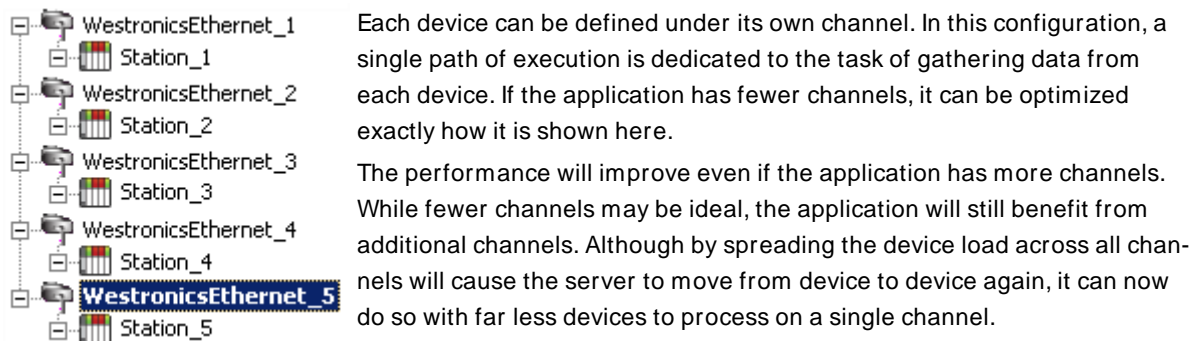 WestronicsEthernet_1
Station_1
WestronicsEthernet_2
Station_2
WestronicsEthernet_3
Station_3
WestronicsEthernet_4
Station_4
WestronicsEthernet_5
Station_5
Each device can be defined under its own channel. In this configuration, a
single path of execution is dedicated to the task of gathering data from
each device. If the application has fewer channels, it can be optimized
exactly how it is shown here.
The performance will improve even if the application has more channels.
While fewer channels may be ideal, the application will still benefit from
additional channels. Although by spreading the device load across all chan-
nels will cause the server to move from device to device again, it can now
do so with far less devices to process on a single channel.